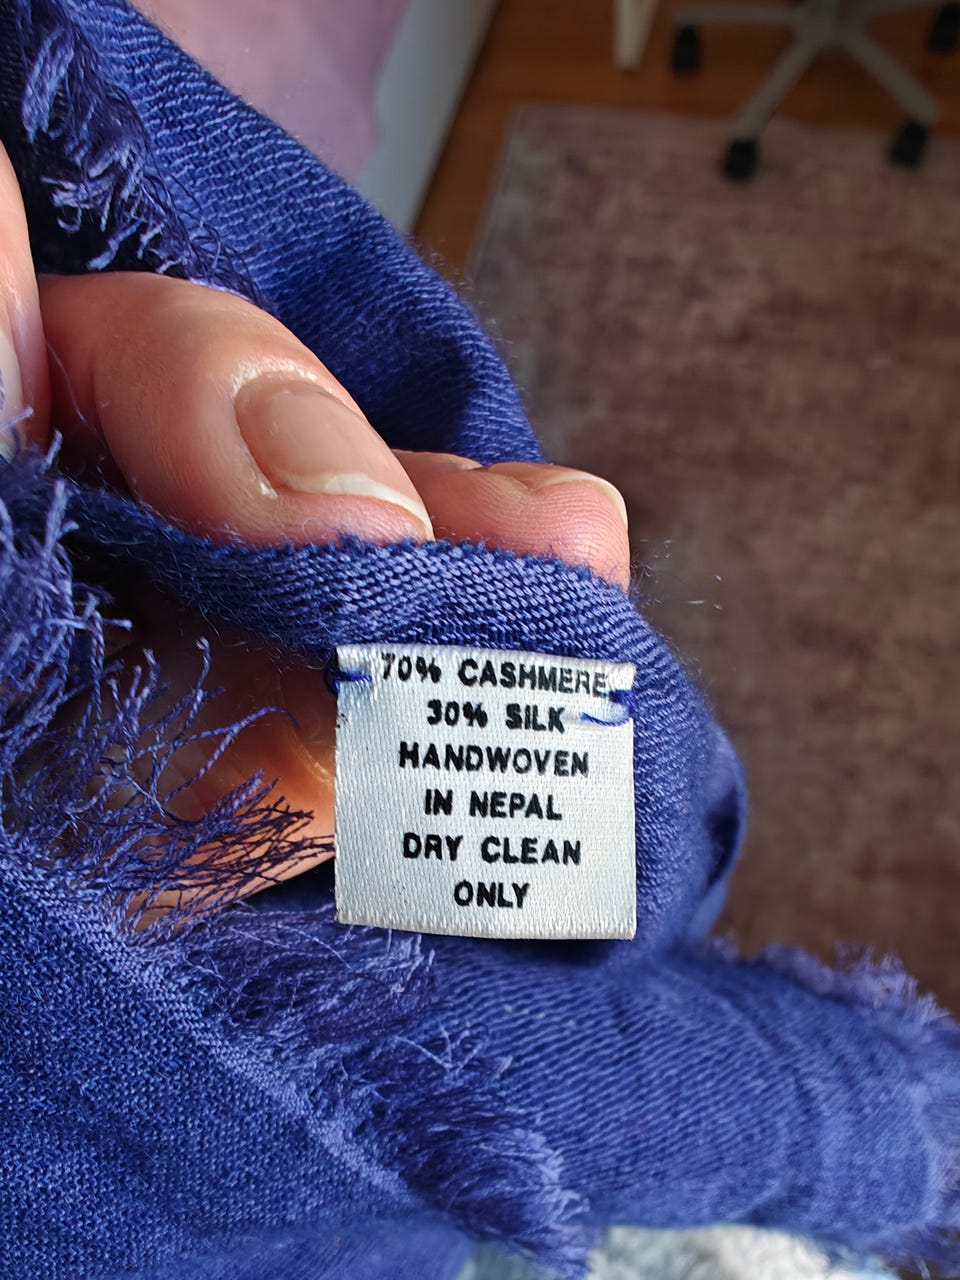 70% CASHMERE
30% SILK
HANDWOVEN
IN NEPAL
DRY CLEAN
ONLY